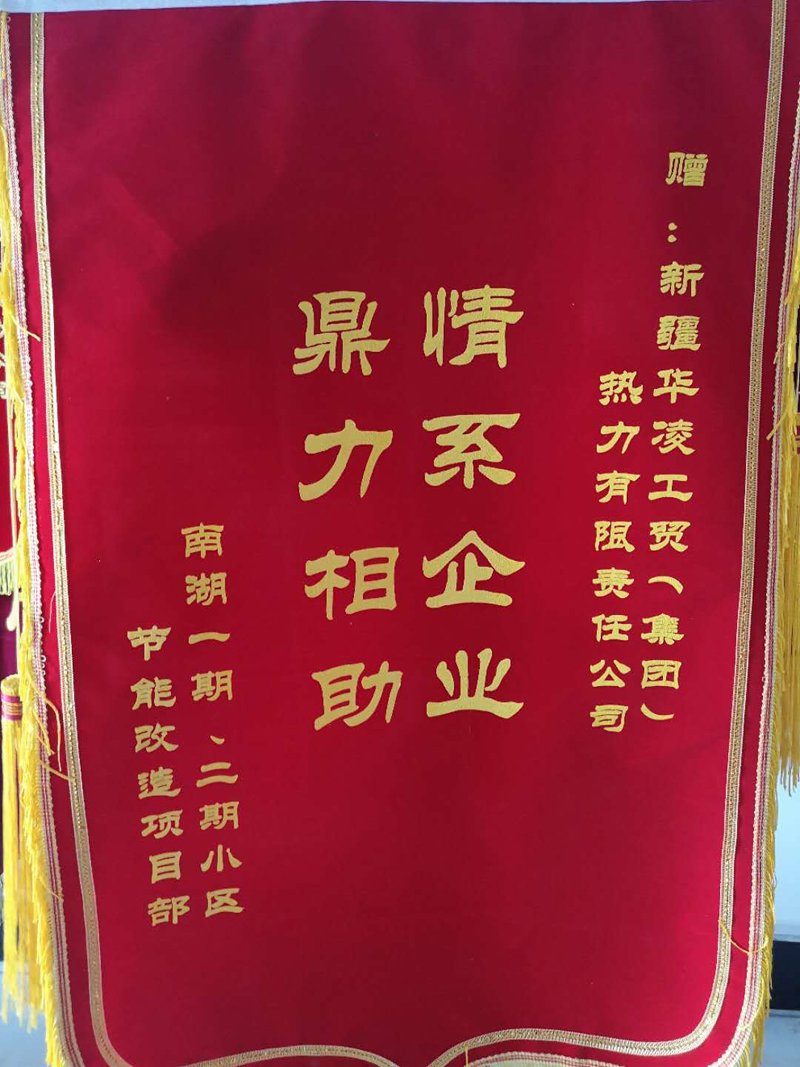 赠：新疆华凌工贸（集团）
热力有限责任公司
情系企业
鼎力相助
南湖一期、二期小区
节能改造项目部